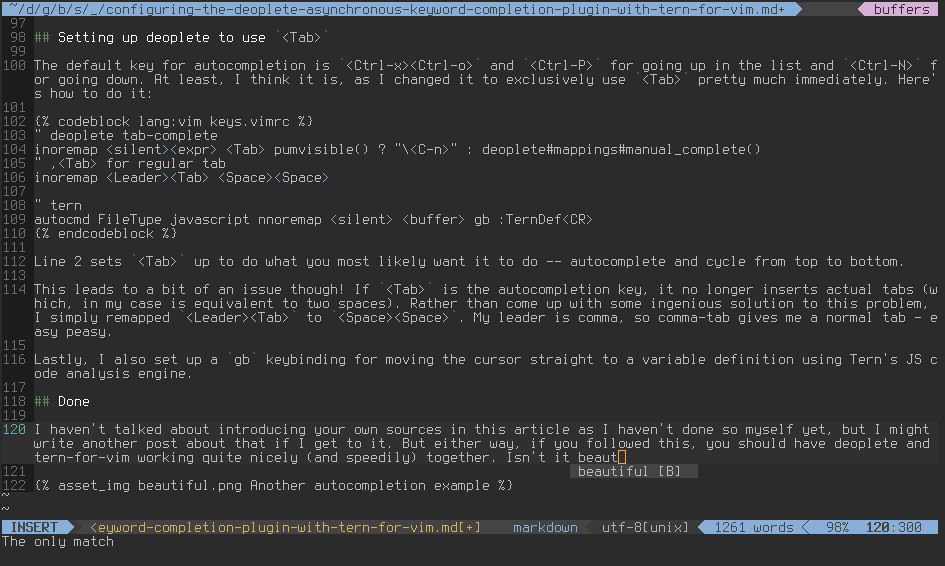 ~/d/g/b/s/_/configuring-the-deoplete-asynchronous-keyword-completion-plugin-with-tern-for-vim.md+ buffers
97
98 ## Setting up deoplete to use `<Tab>`
99
100 The default key for autocompletion is `<Ctrl-x><Ctrl-o>` and `<Ctrl-P>` for going up in the list and `<Ctrl-N>` f
or going down. At least, I think it is, as I changed it to exclusively use `<Tab>` pretty much immediately. Here'
s how to do it:
101
102 {% codeblock lang:vim keys.vimrc %}
103 " deoplete tab-complete
104 inoremap <silent><expr> <Tab> pumvisible() ? "\<C-n>" : deoplete#mappings#manual_complete()
105 " ,<Tab> for regular tab
106 inoremap <Leader><Tab> <Space><Space>
107
108 " tern
109 autocmd FileType javascript nnoremap <silent> <buffer> gb :TernDef<CR>
110 {% endcodeblock %}
111
112 Line 2 sets `<Tab>` up to do what you most likely want it to do -- autocomplete and cycle from top to bottom.
113
114 This leads to a bit of an issue though! If `<Tab>` is the autocompletion key, it no longer inserts actual tabs (w
hich, in my case is equivalent to two spaces). Rather than come up with some ingenious solution to this problem,
I simply remapped `<Leader><Tab>` to `<Space><Space>`. My leader is comma, so comma-tab gives me a normal tab - e
asy peasy.
115
116 Lastly, I also set up a `gb` keybinding for moving the cursor straight to a variable definition using Tern's JS c
ode analysis engine.
117
118 ## Done
119
120 I haven't talked about introducing your own sources in this article as I haven't done so myself yet, but I might
write another post about that if I get to it. But either way, if you followed this, you should have deoplete and
tern-for-vim working quite nicely (and speedily) together. Isn't it beaut
121 beautiful [B]
122 {% asset_img beautiful.png Another autocompletion example %}
~
~
INSERT <eyword-completion-plugin-with-tern-for-vim.md[+] markdown utf-8[unix] 1261 words 98% 120:300
The only match